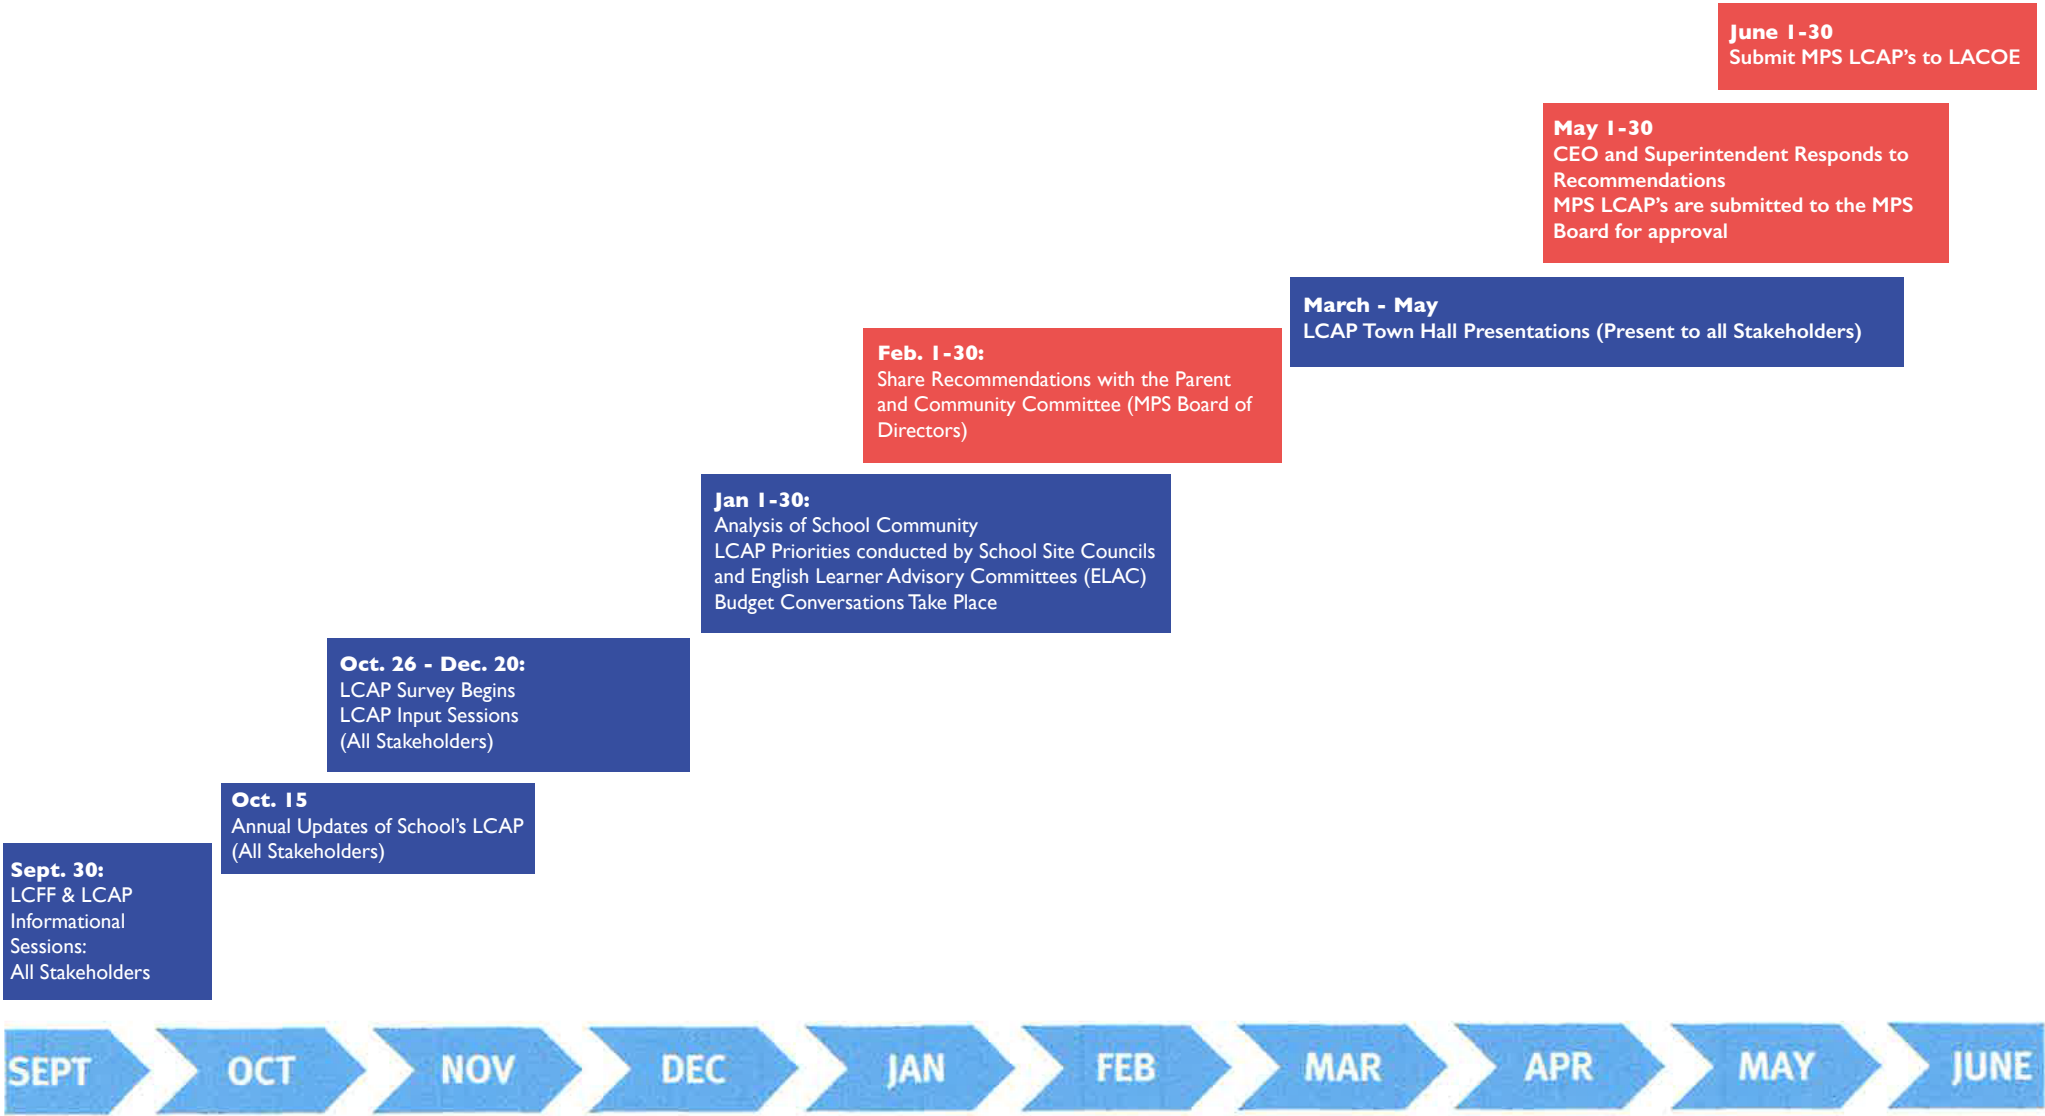 June 1-30
Submit MPS LCAP's to LACOE
May 1-30
CEO and Superintendent Responds to
Recommendations
MPS LCAP's are submitted to the MPS
Board for approval
March - May
LCAP Town Hall Presentations (Present to all Stakeholders)
Feb. 1-30:
Share Recommendations with the Parent
and Community Committee (MPS Board of
Directors)
Jan 1-30:
Analysis of School Community
LCAP Priorities conducted by School Site Councils
and English Learner Advisory Committees (ELAC)
Budget Conversations Take Place
Oct. 26 - Dec. 20:
LCAP Survey Begins
LCAP Input Sessions
(All Stakeholders)
Oct. 15
Annual Updates of School's LCAP
(All Stakeholders)
Sept. 30:
LCFF & LCAP
Informational
Sessions:
All Stakeholders
SEPT OCT NOV DEC JAN FEB MAR APR MAY JUNE